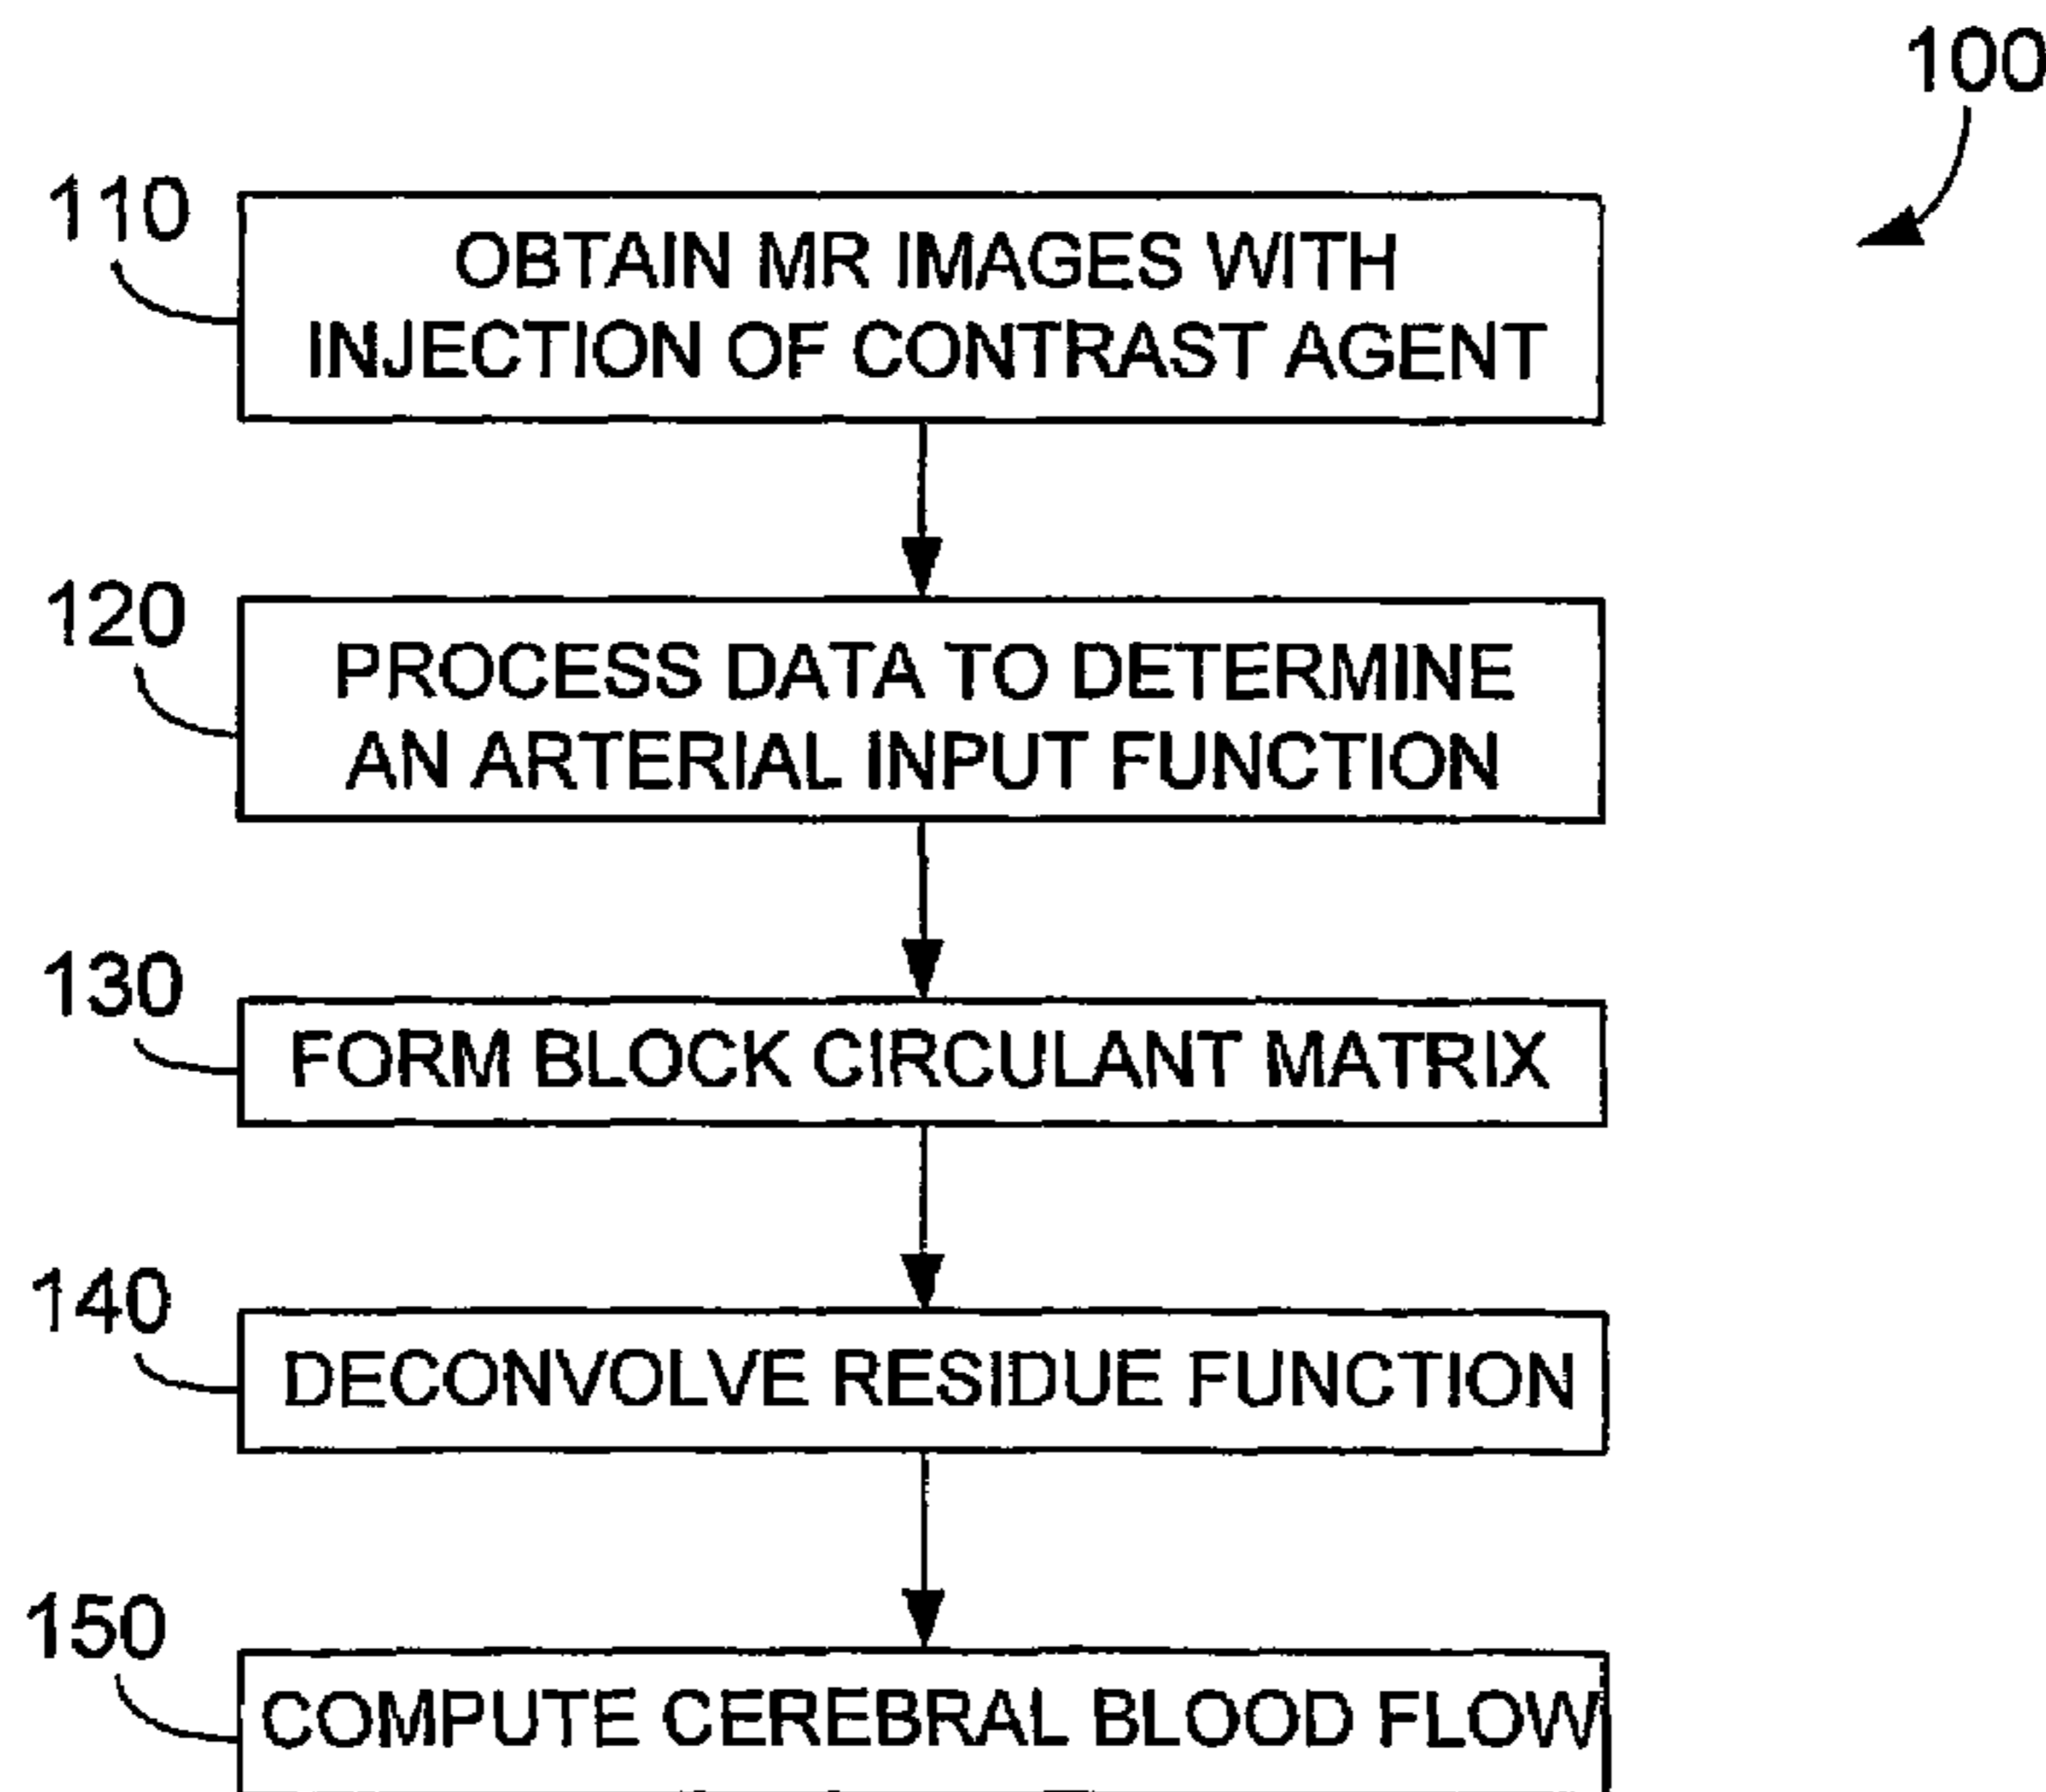 100
110
OBTAIN MR IMAGES WITH
INJECTION OF CONTRAST AGENT
120
PROCESS DATA TO DETERMINE
AN ARTERIAL INPUT FUNCTION
130
FORM BLOCK CIRCULANT MATRIX
140
DECONVOLVE RESIDUE FUNCTION
150
COMPUTE CEREBRAL BLOOD FLOW